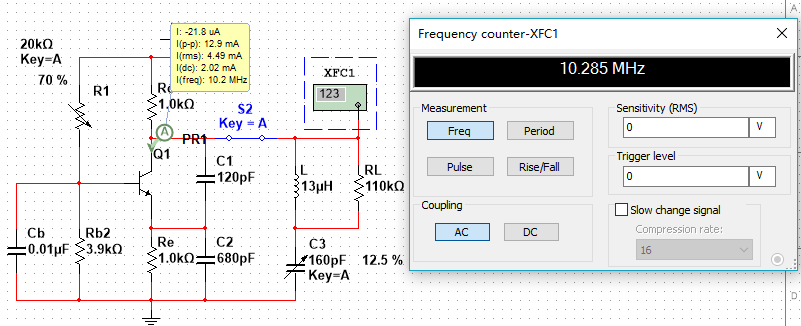 I: -21.8 uA
I(p-p): 12.9 mA
I(rms): 4.49 mA
I(dc): 2.02 mA
I(freq): 10.2 MHz
20kΩ
Key=A
70 %
R1
Rc
1.0kΩ
A
PR1
Q1
S2
Key = A
XFC1
123
C1
120pF
L
13µH
RL
110kΩ
Cb
0.01µF
Rb2
3.9kΩ
Re
1.0kΩ
C2
680pF
C3
160pF
Key=A
12.5 %
Frequency counter-XFC1
10.285 MHz
Measurement
Freq
Period
Pulse
Rise/Fall
Coupling
AC
DC
Sensitivity (RMS)
0
V
Trigger level
0
V
Slow change signal
Compression rate:
16
A
D